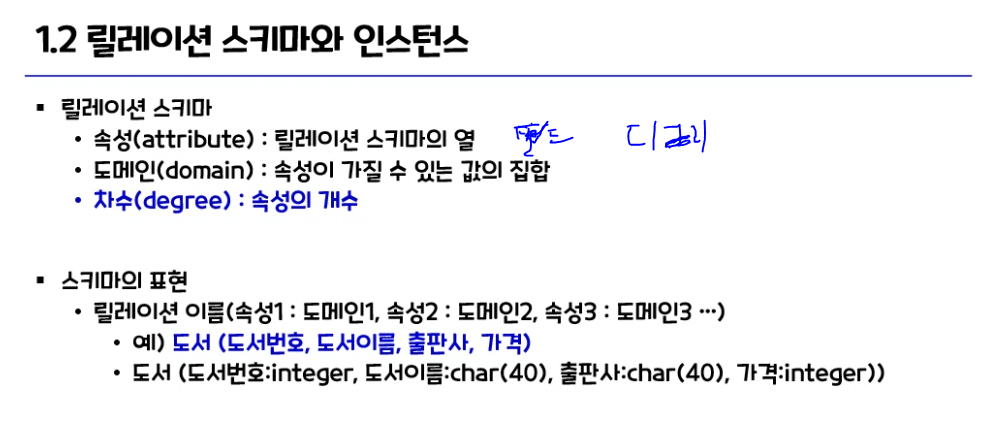 1.2 릴레이션 스키마와 인스턴스
▪ 릴레이션 스키마
• 속성(attribute) : 릴레이션 스키마의 열 필드 디그리
• 도메인(domain) : 속성이 가질 수 있는 값의 집합
• 차수(degree) : 속성의 개수
▪ 스키마의 표현
• 릴레이션 이름(속성1 : 도메인1, 속성2 : 도메인2, 속성3 : 도메인3 …)
• 예) 도서 (도서번호, 도서이름, 출판사, 가격)
• 도서 (도서번호:integer, 도서이름:char(40), 출판사:char(40), 가격:integer))